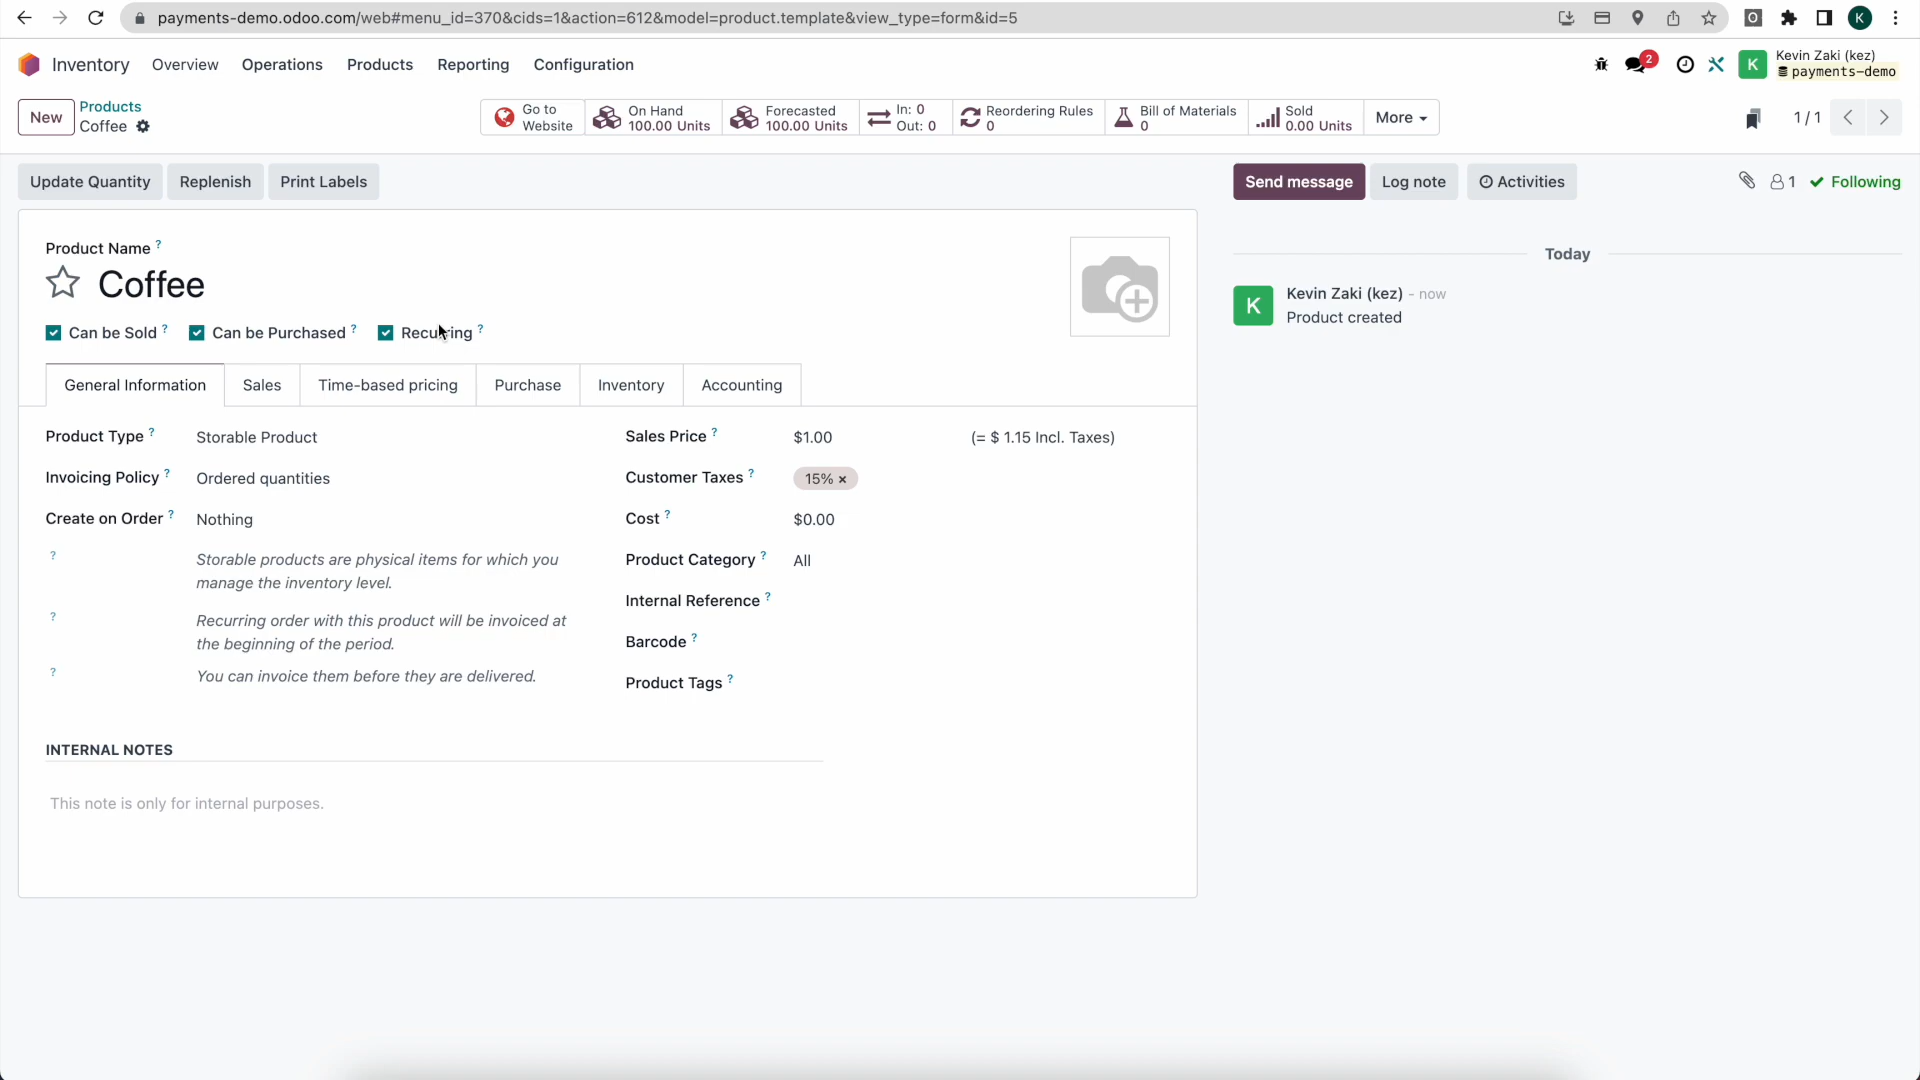 payments-demo.odoo.com/web#menu_id=370&cids=1&action=612&model=product.template&view_type=form&id=5
O
K
Inventory
Overview
Operations
Products
Reporting
Configuration
2
K
Kevin Zaki (kez)
payments-demo
New
Products
Coffee
Go to
Website
On Hand
100.00 Units
Forecasted
100.00 Units
In: 0
Out: 0
Reordering Rules
0
Bill of Materials
0
Sold
0.00 Units
More
1 / 1
Update Quantity
Replenish
Print Labels
Send message
Log note
Activities
1
Following
Product Name ?
Coffee
Can be Sold ?
Can be Purchased ?
Recurring ?
General Information
Sales
Time-based pricing
Purchase
Inventory
Accounting
Product Type ?
Storable Product
Invoicing Policy ?
Ordered quantities
Create on Order ?
Nothing
?
Storable products are physical items for which you
manage the inventory level.
?
Recurring order with this product will be invoiced at
the beginning of the period.
?
You can invoice them before they are delivered.
Sales Price ?
$1.00
(= $ 1.15 Incl. Taxes)
Customer Taxes ?
15% ×
Cost ?
$0.00
Product Category ?
All
Internal Reference ?
Barcode ?
Product Tags ?
INTERNAL NOTES
This note is only for internal purposes.
Today
K
Kevin Zaki (kez) - now
Product created